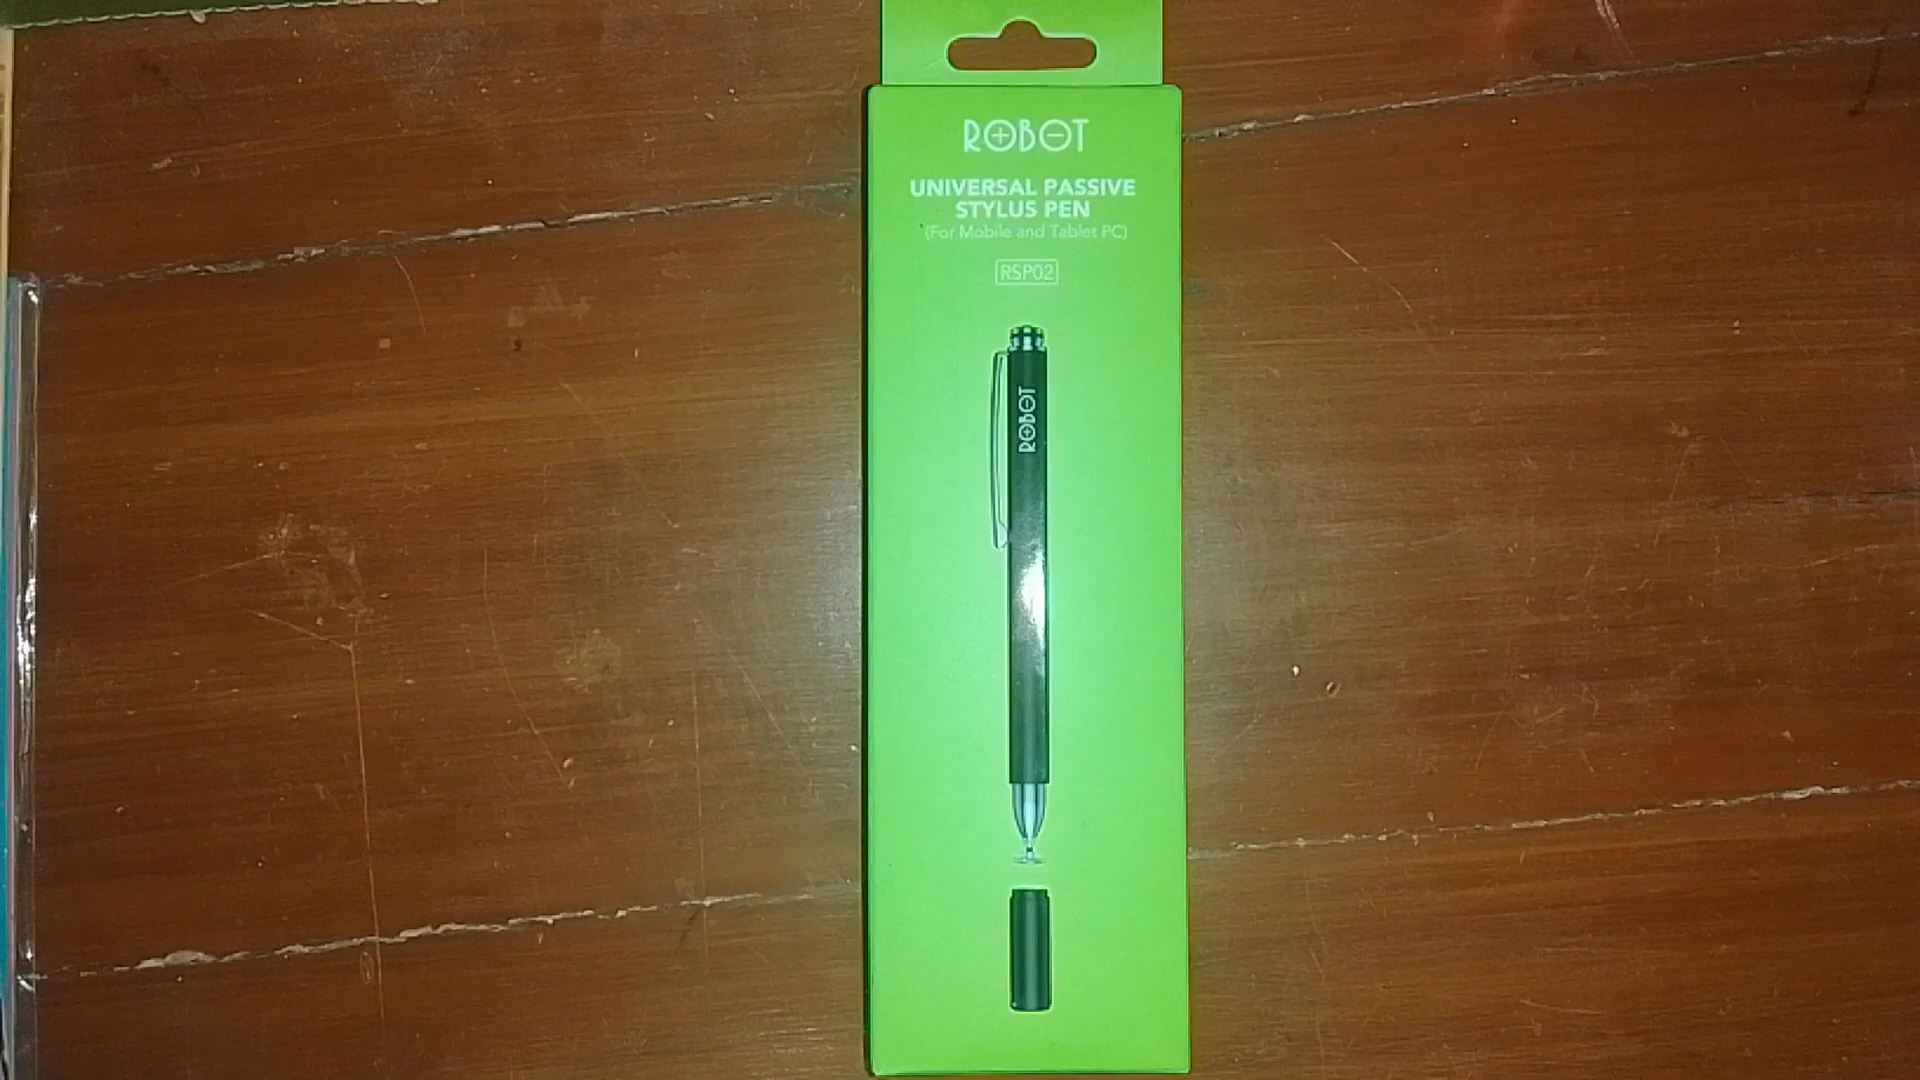 ROBOT
UNIVERSAL PASSIVE
STYLUS PEN
(For Mobile and Tablet PC)
RSP02
ROBOT